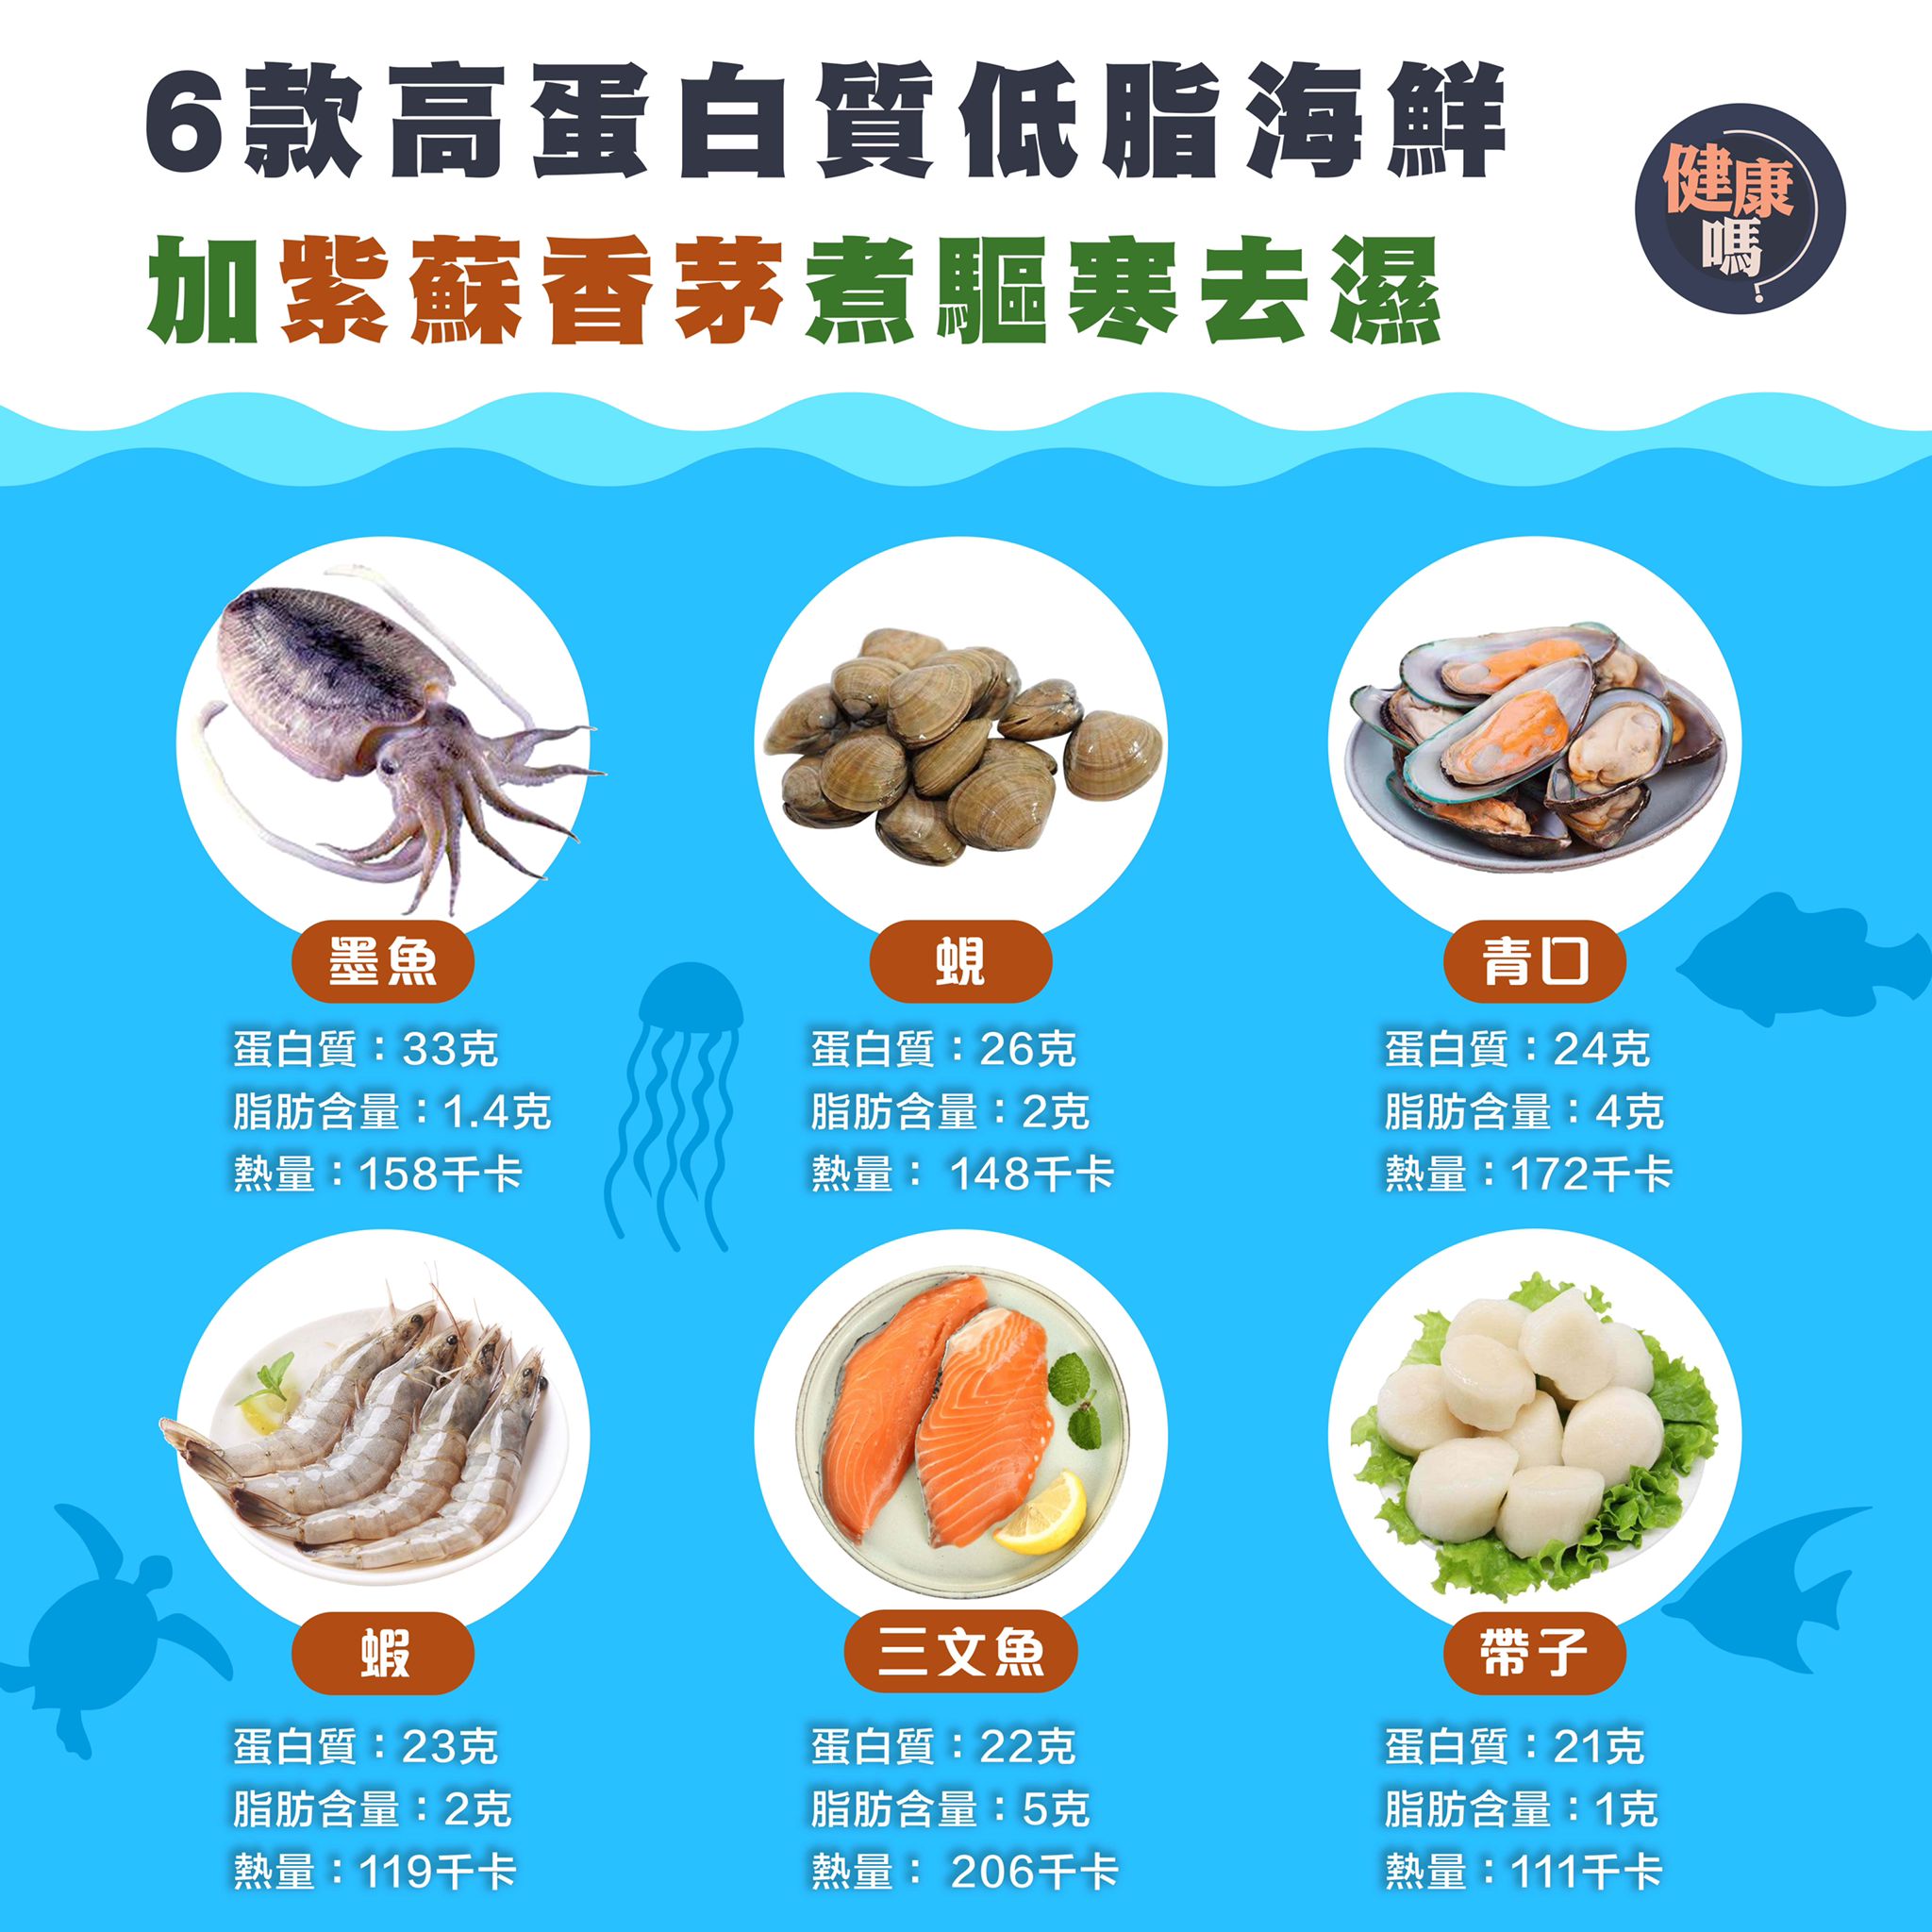 6款高蛋白質低脂海鮮
加紫蘇香茅煮驅寒去濕
健康
嗎?
墨魚
蛋白質：33克
脂肪含量：1.4克
熱量：158千卡
蜆
蛋白質：26克
脂肪含量：2克
熱量： 148千卡
青口
蛋白質：24克
脂肪含量：4克
熱量：172千卡
蝦
蛋白質：23克
脂肪含量：2克
熱量：119千卡
三文魚
蛋白質：22克
脂肪含量：5克
熱量： 206千卡
帶子
蛋白質：21克
脂肪含量：1克
熱量：111千卡